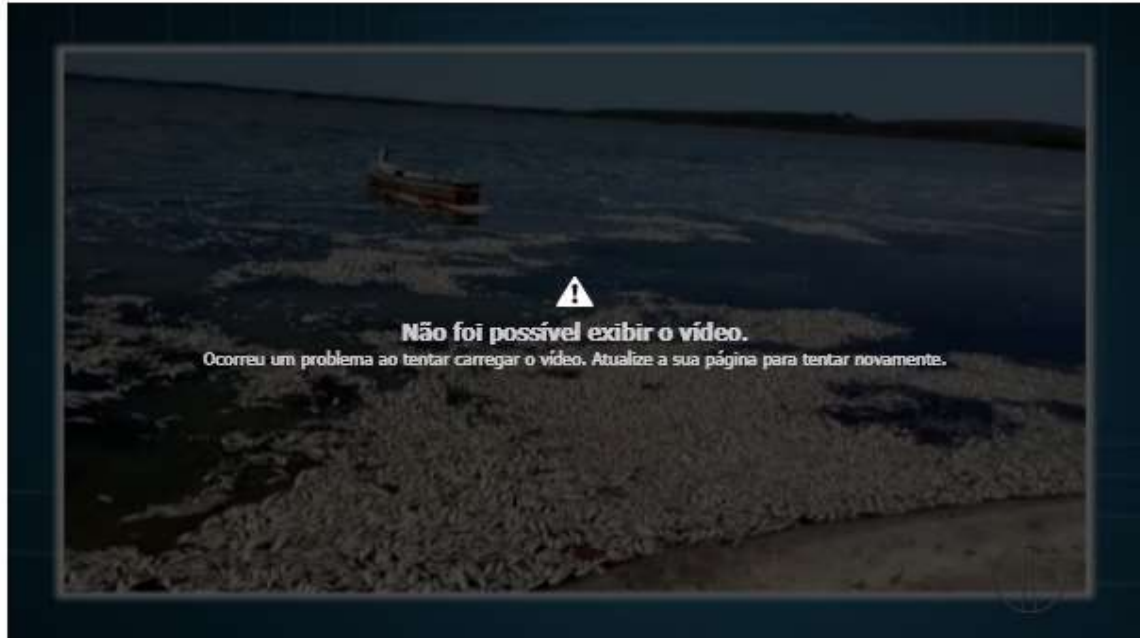 Não foi possível exibir o vídeo.
Ocorreu um problema ao tentar carregar o vídeo. Atualize a sua página para tentar novamente.